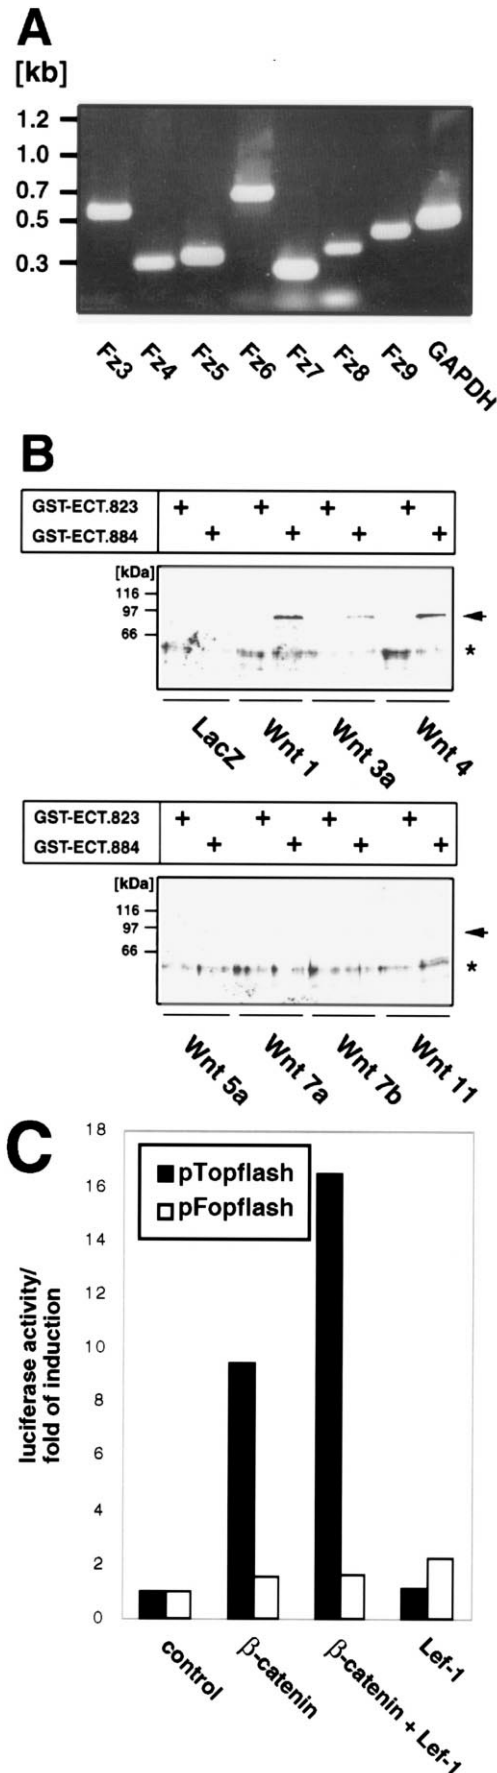 A
[kb]
1.2
1.0
0.7
0.5
0.3
Fz3 Fz4 Fz5 Fz6 Fz7 Fz8 Fz9 GAPDH
B
GST-ECT.823 + + + +
GST-ECT.884 + + + +
[kDa]
116
97
66
*
LacZ Wnt 1 Wnt 3a Wnt 4
GST-ECT.823 + + + +
GST-ECT.884 + + + +
[kDa]
116
97
66
*
Wnt 5a Wnt 7a Wnt 7b Wnt 11
C
pTopflash
pFopflash
luciferase activity/
fold of induction
18
16
14
12
10
8
6
4
2
0
control β-catenin β-catenin + Lef-1 Lef-1